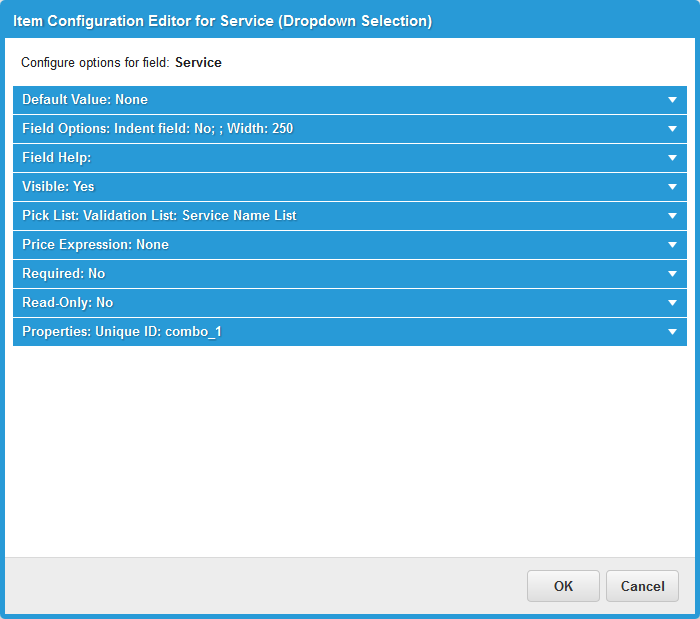 Item Configuration Editor for Service (Dropdown Selection)
Configure options for field: Service
Default Value: None
Field Options: Indent field: No; ; Width: 250
Field Help:
Visible: Yes
Pick List: Validation List: Service Name List
Price Expression: None
Required: No
Read-Only: No
Properties: Unique ID: combo_1
OK Cancel